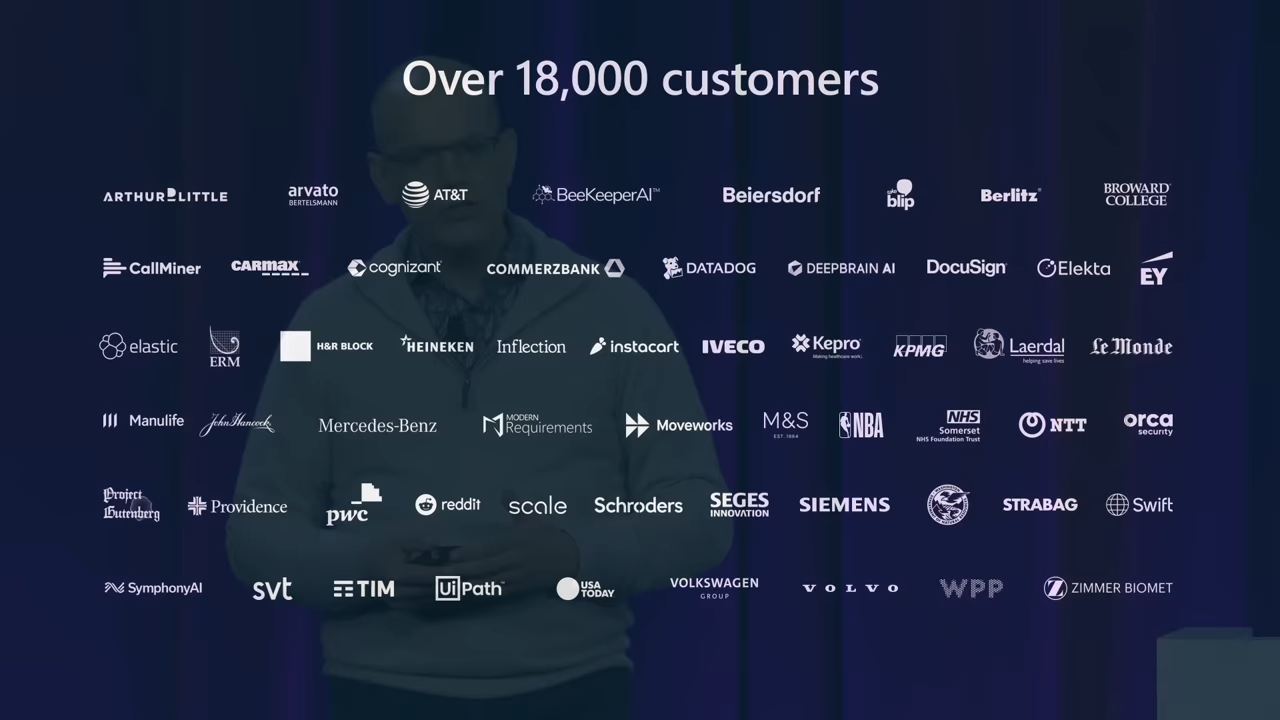 Over 18,000 customers
ARTHUR D LITTLE arvato BERTELSMANN AT&T BeeKeeperAI™ Beiersdorf blip Berlitz® BROWARD COLLEGE
CallMiner CARMAX cognizant COMMERZBANK DATADOG DEEPBRAIN AI DocuSign Elekta EY
elastic ERM H&R BLOCK HEINEKEN Inflection instacart IVECO Kepro Making healthcare work. KPMG Laerdal helping save lives Le Monde
Manulife John Hancock Mercedes-Benz MODERN Requirements Moveworks M&S EST. 1884 NBA NHS Somerset NHS Foundation Trust NTT orca security
Project Gutenberg Providence pwc reddit scale Schroders SEGES INNOVATION SIEMENS STRABAG Swift
SymphonyAI svt TIM UiPath™ USA TODAY VOLKSWAGEN GROUP VOLVO WPP ZIMMER BIOMET